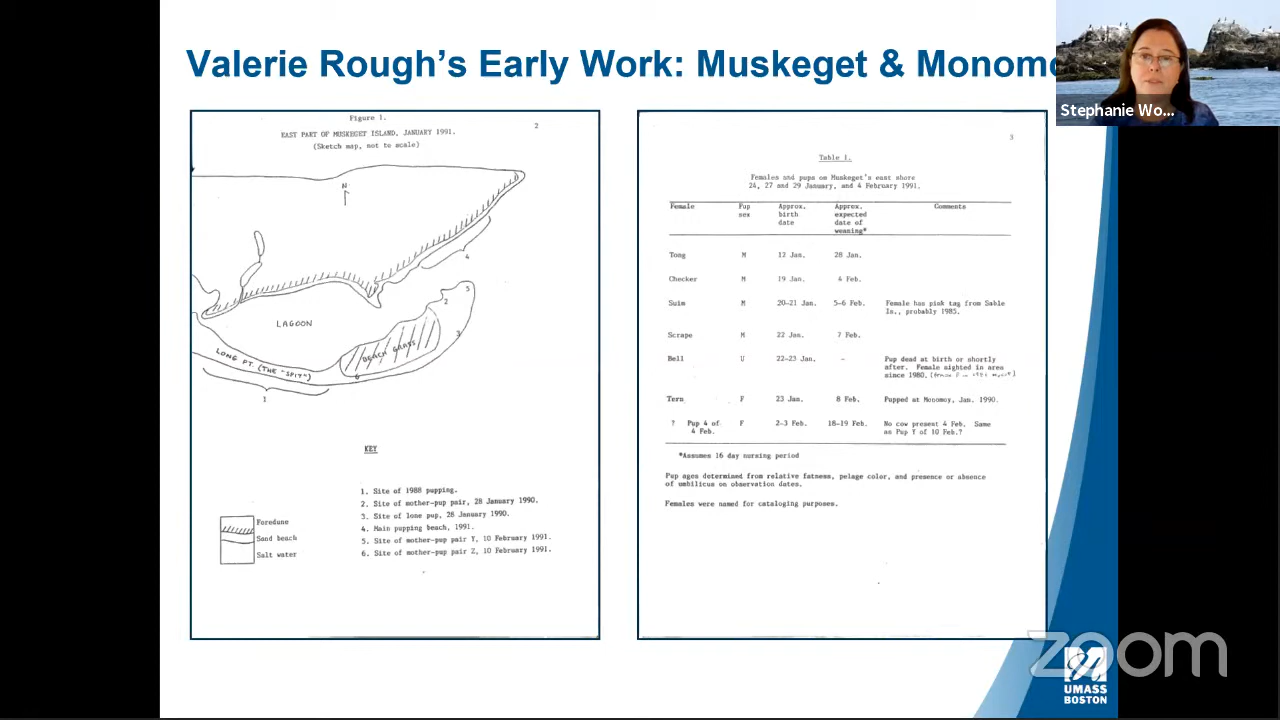 Valerie Rough's Early Work: Muskeget & Monomo
Stephanie Wo...
Figure 1.
2
EAST PART OF MUSKEGET ISLAND, JANUARY 1991.
(Sketch map, not to scale)
N
4
5
2
LAGOON
3
BEACH GRASS
LONG PT. (THE "SPIT")
6
1
KEY
1. Site of 1988 pupping.
2. Site of mother-pup pair, 28 January 1990.
3. Site of lone pup, 28 January 1990.
4. Main pupping beach, 1991.
5. Site of mother-pup pair Y, 10 February 1991.
6. Site of mother-pup pair Z, 10 February 1991.
Foredune
Sand beach
Salt water
3
Table 1.
Females and pups on Muskeget's east shore
24, 27 and 29 January, and 4 February 1991.
Female Pup sex Approx. birth date Approx. expected date of weaning* Comments
Tong M 12 Jan. 28 Jan.
Checker M 19 Jan. 4 Feb.
Suim M 20-21 Jan. 5-6 Feb. Female has pink tag from Sable
Is., probably 1985.
Scrape M 22 Jan. 7 Feb.
Bell U 22-23 Jan. - Pup dead at birth or shortly
after. Female sighted in area
since 1980.
Tern F 23 Jan. 8 Feb. Pupped at Monomoy, Jan. 1990.
? Pup 4 of F 2-3 Feb. 18-19 Feb. No cow present 4 Feb. Same
4 Feb. as Pup Y of 10 Feb.?
*Assumes 16 day nursing period
Pup ages determined from relative fatness, pelage color, and presence or absence
of umbilicus on observation dates.
Females were named for cataloging purposes.
zoom
UMASS
BOSTON